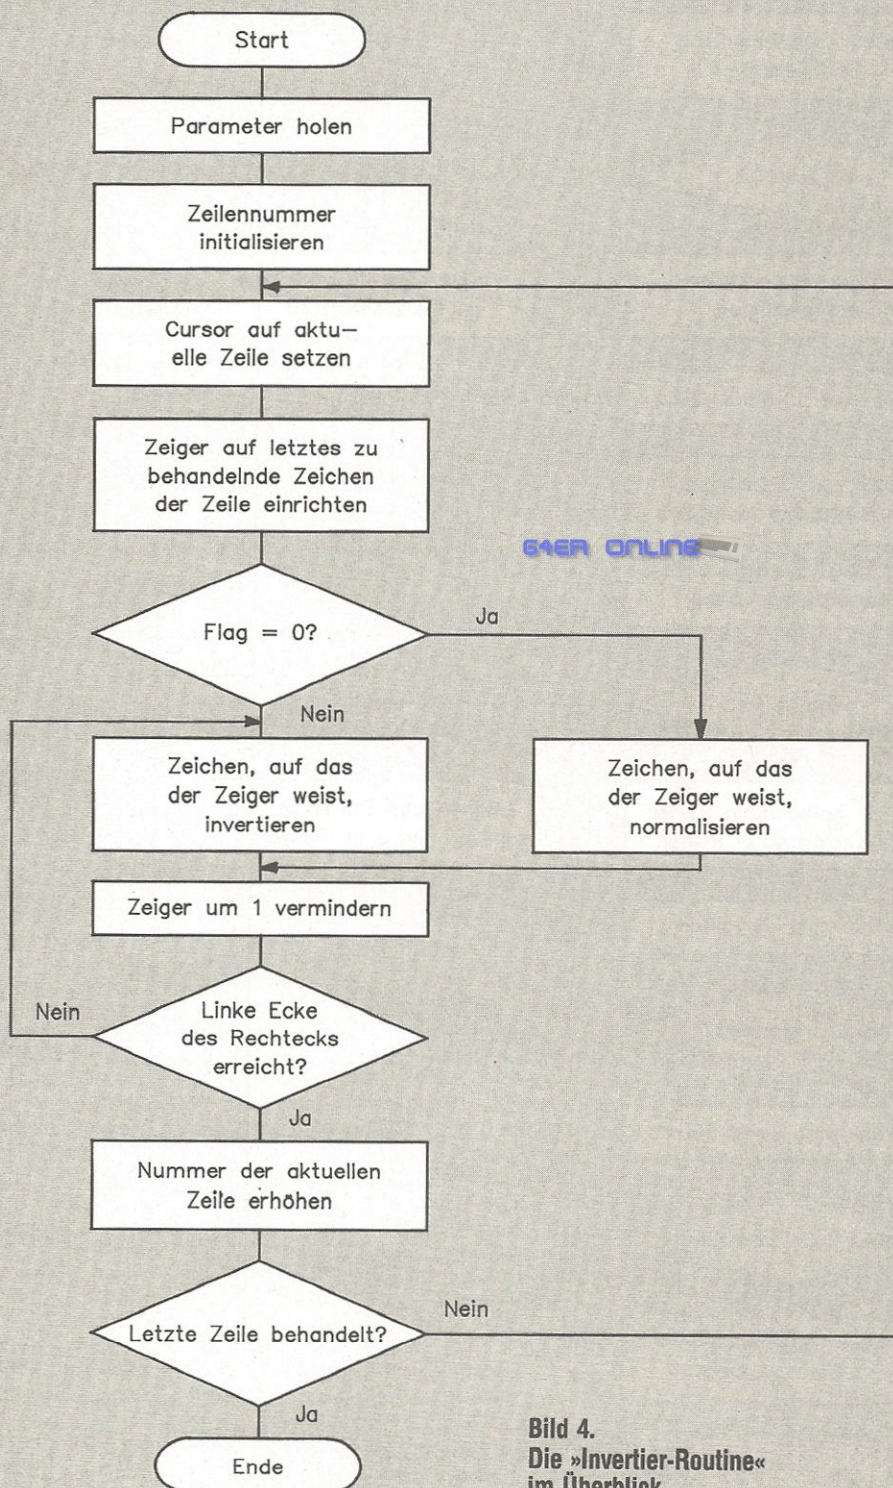 Start
Parameter holen
Zeilennummer
initialisieren
Cursor auf aktu–
elle Zeile setzen
Zeiger auf letztes zu
behandelnde Zeichen
der Zeile einrichten
64ER ONLINE
Flag = 0?
Ja
Nein
Zeichen, auf das
der Zeiger weist,
invertieren
Zeichen, auf das
der Zeiger weist,
normalisieren
Zeiger um 1 vermindern
Nein
Linke Ecke
des Rechtecks
erreicht?
Ja
Nummer der aktuellen
Zeile erhöhen
Nein
Letzte Zeile behandelt?
Ja
Ende
Bild 4.
Die »Invertier-Routine«
im Überblick